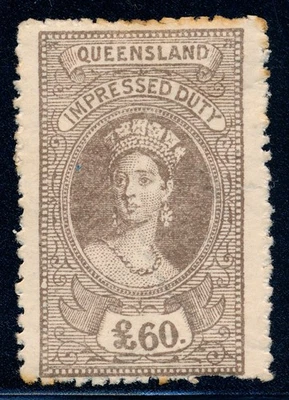 QUEENSLAND
IMPRESSED DUTY
£60.